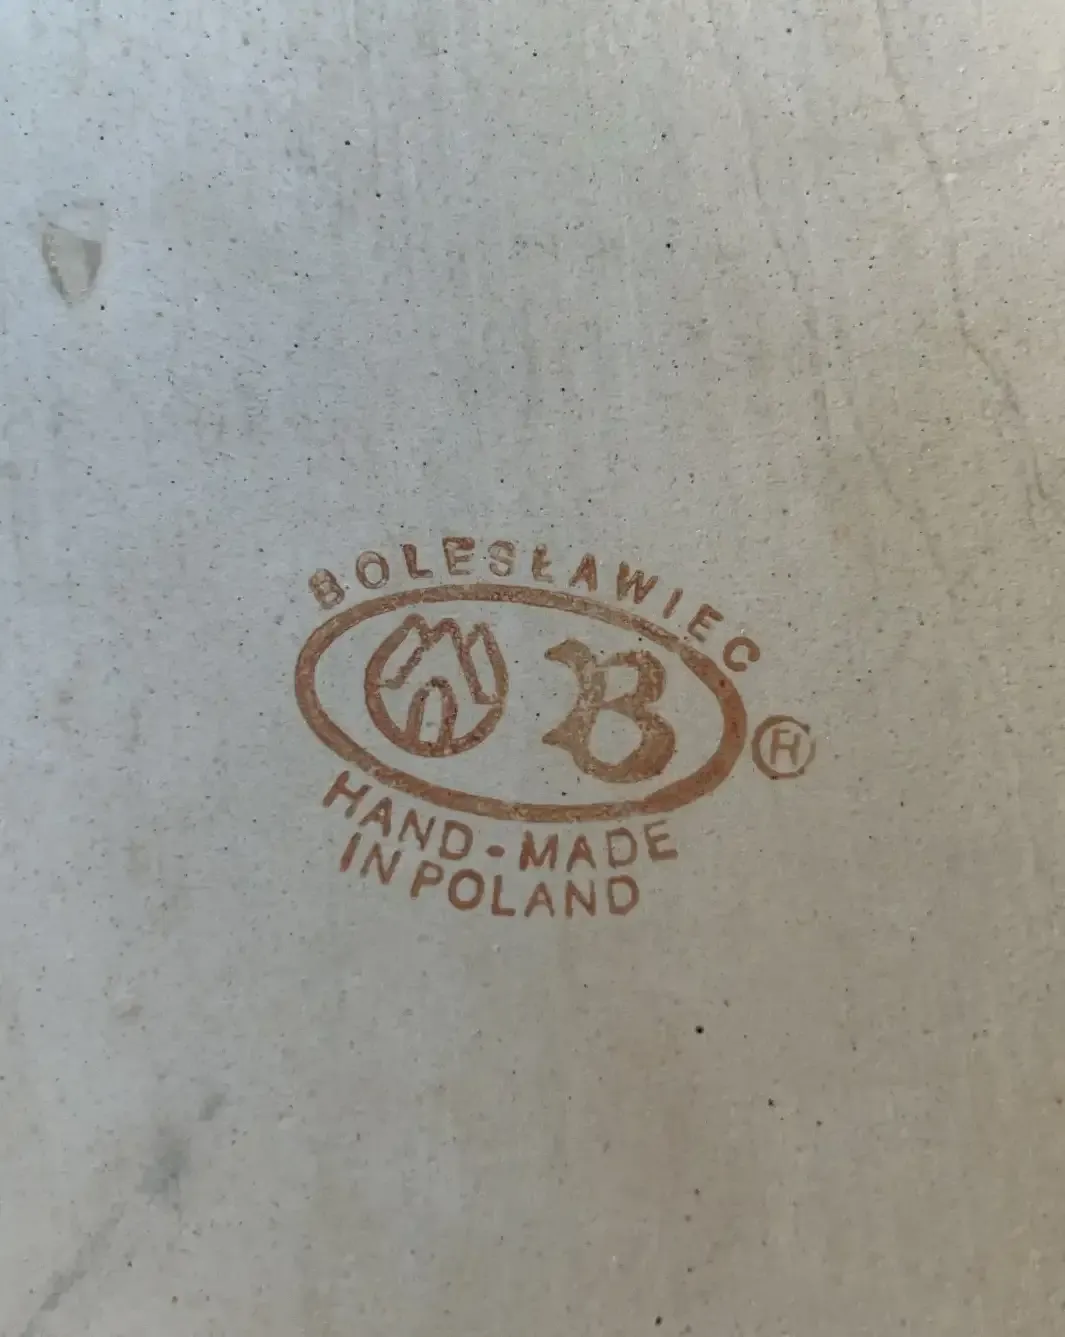 BOLESŁAWIEC
B
®
HAND-MADE
IN POLAND